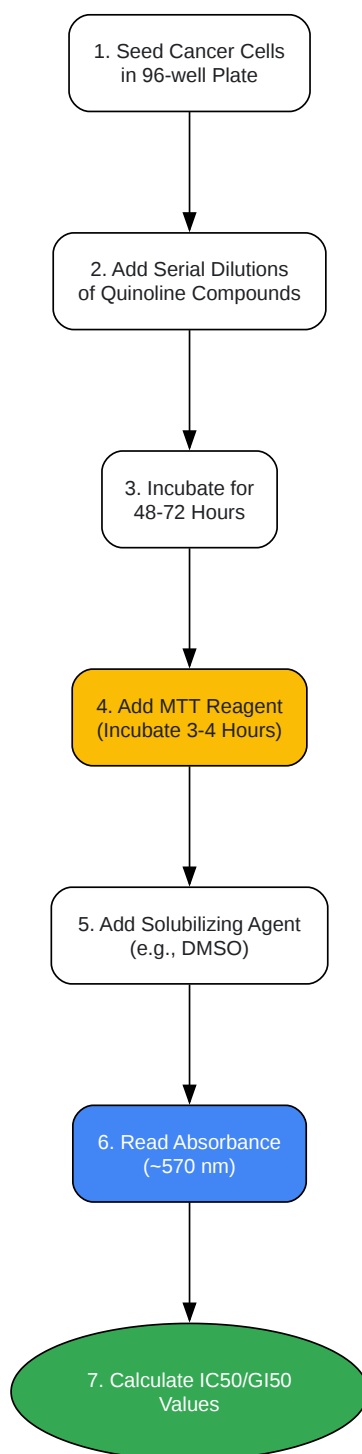 1. Seed Cancer Cells
in 96-well Plate
2. Add Serial Dilutions
of Quinoline Compounds
3. Incubate for
48-72 Hours
4. Add MTT Reagent
(Incubate 3-4 Hours)
5. Add Solubilizing Agent
(e.g., DMSO)
6. Read Absorbance
(~570 nm)
7. Calculate IC50/GI50
Values